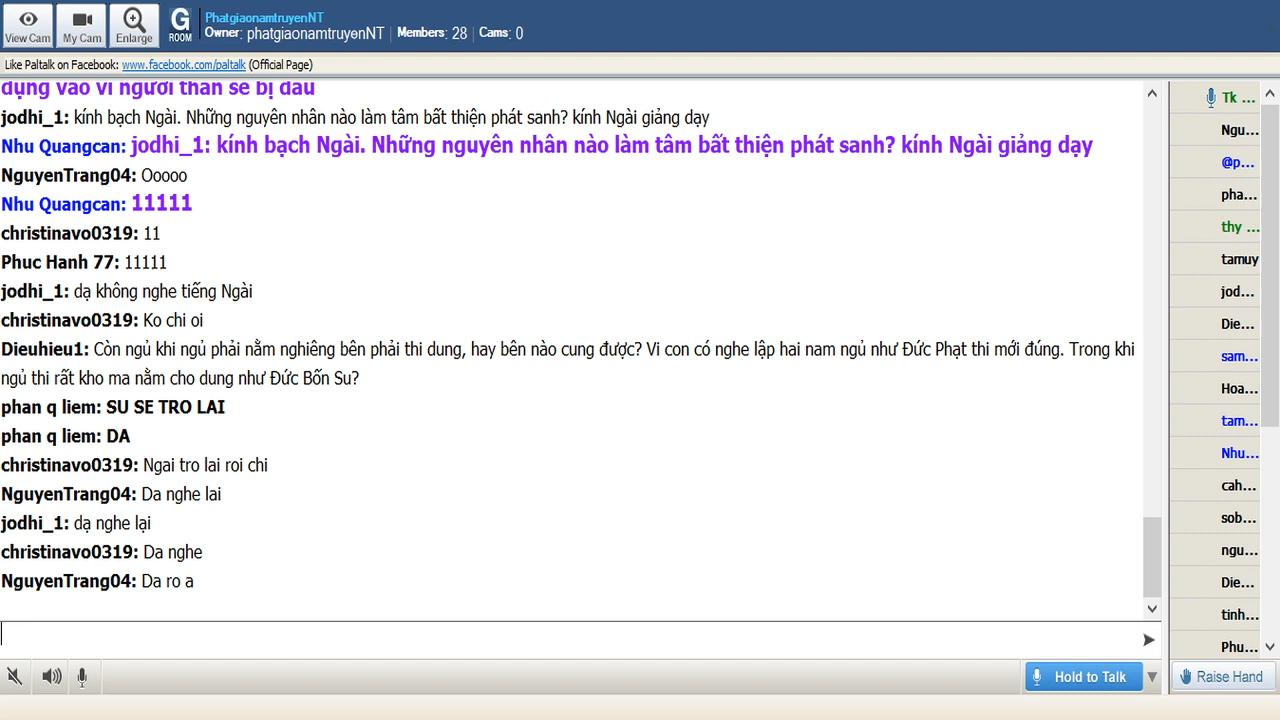 View Cam
My Cam
Enlarge
G
ROOM
PhatgiaonamtruyenNT
Owner: phatgiaonamtruyenNT | Members: 28 | Cams: 0
Like Paltalk on Facebook: www.facebook.com/paltalk (Official Page)
dụng vào vì người thân sẽ bị đau
jodhi_1: kính bạch Ngài. Những nguyên nhân nào làm tâm bất thiện phát sanh? kính Ngài giảng dạy
Nhu Quangcan: jodhi_1: kính bạch Ngài. Những nguyên nhân nào làm tâm bất thiện phát sanh? kính Ngài giảng dạy
NguyenTrang04: Ooooo
Nhu Quangcan: 11111
christinavo0319: 11
Phuc Hanh 77: 11111
jodhi_1: dạ không nghe tiếng Ngài
christinavo0319: Ko chi oi
Dieuhieu1: Còn ngủ khi ngủ phải nằm nghiêng bên phải thi dung, hay bên nào cung được? Vi con có nghe lập hai nam ngủ như Đức Phạt thi mới đúng. Trong khi
ngủ thi rất kho ma nằm cho dung như Đức Bốn Su?
phan q liem: SU SE TRO LAI
phan q liem: DA
christinavo0319: Ngai tro lai roi chi
NguyenTrang04: Da nghe lai
jodhi_1: dạ nghe lại
christinavo0319: Da nghe
NguyenTrang04: Da ro a
Tk ...
Ngu...
@p...
pha...
thy ...
tamuy
jod...
Die...
sam...
Hoa...
tam...
Nhu...
cah...
sob...
ngu...
Die...
tinh...
Phu...
Hold to Talk
Raise Hand